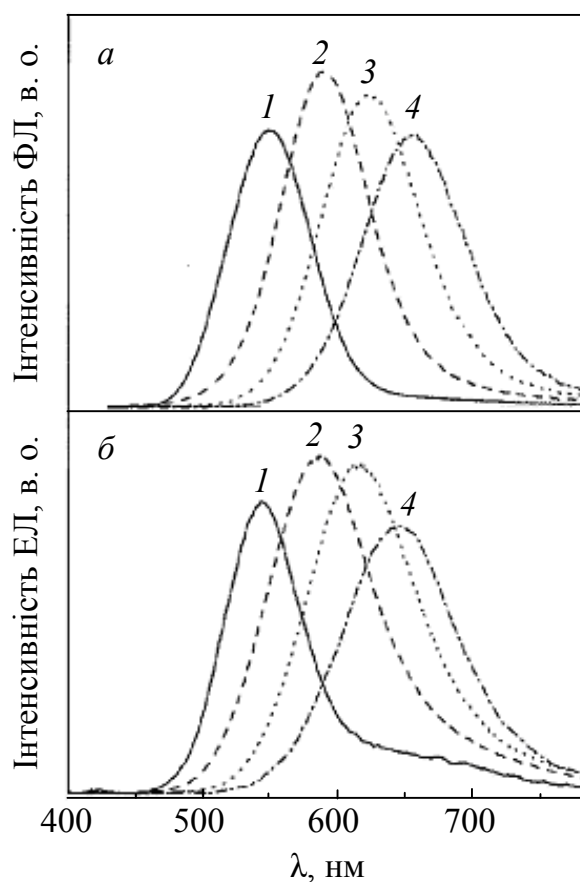 а
1
2
3
4
Інтенсивність ФЛ, в. о.
б
1
2
3
4
Інтенсивність ЕЛ, в. о.
400 500 600 700
λ, нм